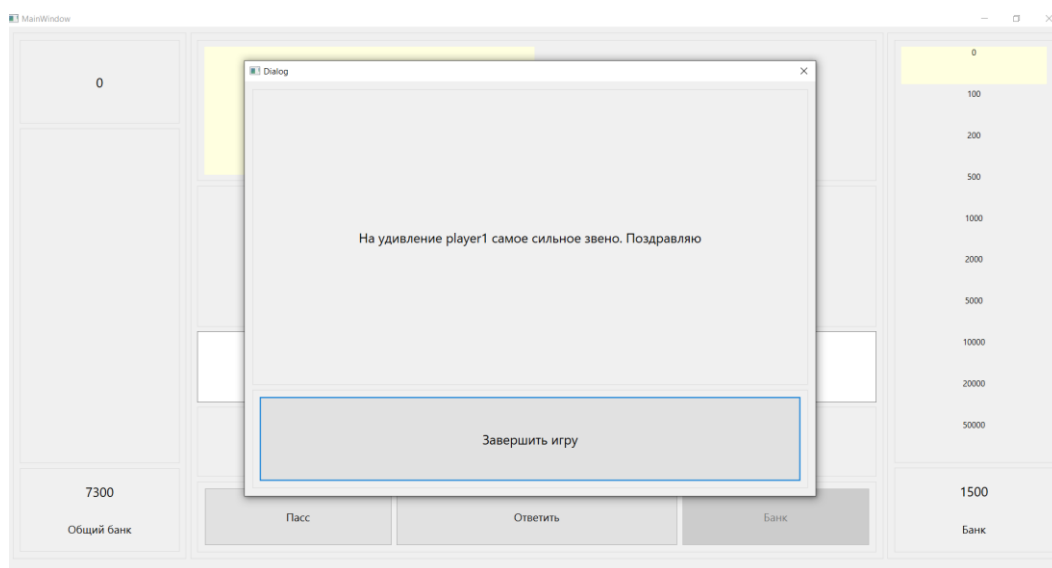 MainWindow
0
7300
Общий банк
Dialog
На удивление player1 самое сильное звено. Поздравляю
Завершить игру
Пасс
Ответить
Банк
0
100
200
500
1000
2000
5000
10000
20000
50000
1500
Банк